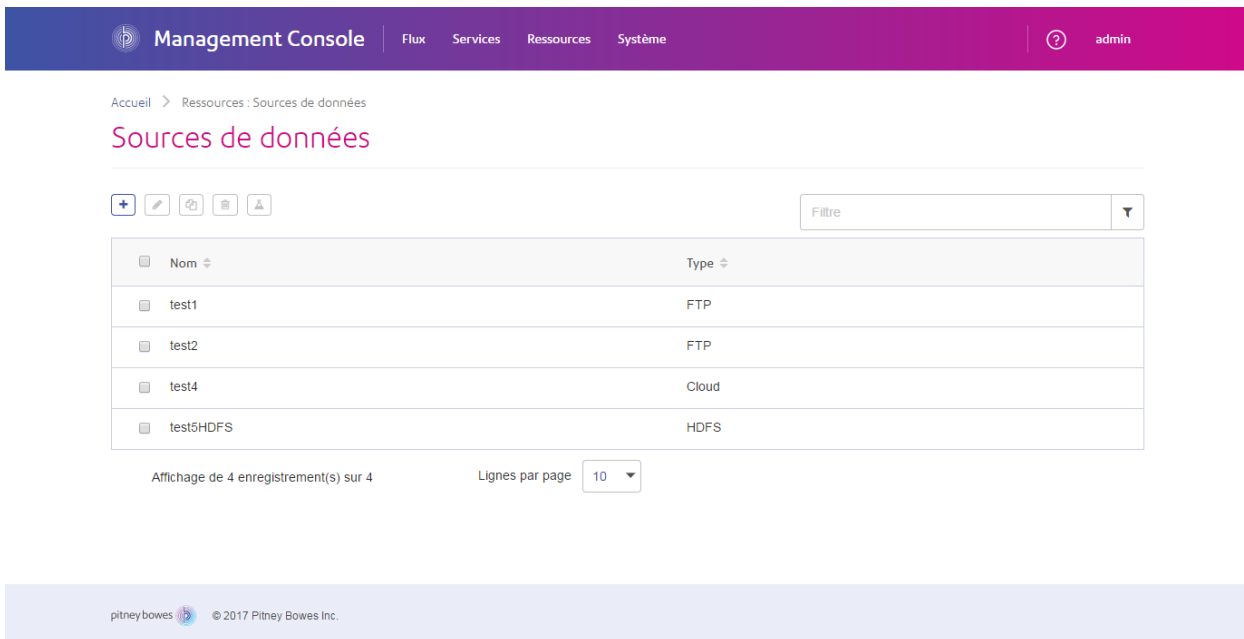 Management Console Flux Services Ressources Système ? admin
Accueil > Ressources : Sources de données
Sources de données
Filtre
Nom Type
test1 FTP
test2 FTP
test4 Cloud
test5HDFS HDFS
Affichage de 4 enregistrement(s) sur 4 Lignes par page 10
pitney bowes © 2017 Pitney Bowes Inc.